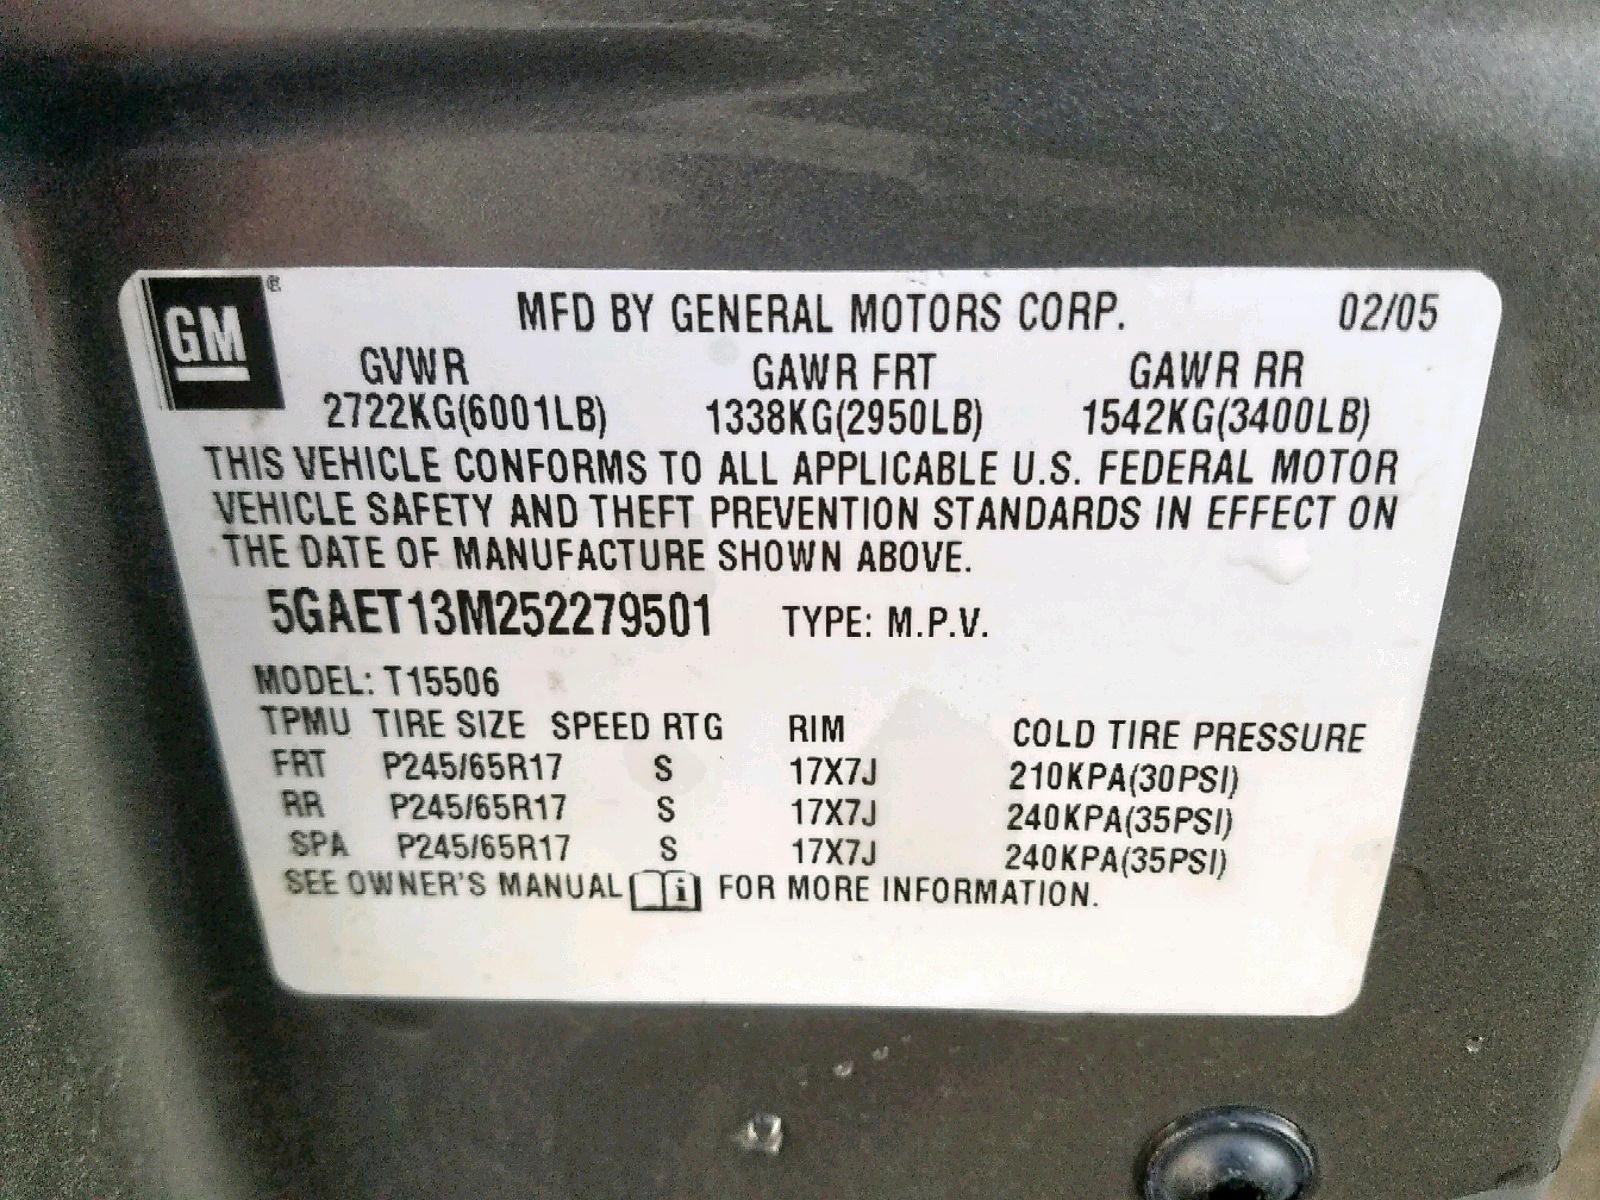 GM ®
MFD BY GENERAL MOTORS CORP. 02/05
GVWR GAWR FRT GAWR RR
2722KG(6001LB) 1338KG(2950LB) 1542KG(3400LB)
THIS VEHICLE CONFORMS TO ALL APPLICABLE U.S. FEDERAL MOTOR
VEHICLE SAFETY AND THEFT PREVENTION STANDARDS IN EFFECT ON
THE DATE OF MANUFACTURE SHOWN ABOVE.
5GAET13M252279501 TYPE: M.P.V.
MODEL: T15506
TPMU TIRE SIZE SPEED RTG RIM COLD TIRE PRESSURE
FRT P245/65R17 S 17X7J 210KPA(30PSI)
RR P245/65R17 S 17X7J 240KPA(35PSI)
SPA P245/65R17 S 17X7J 240KPA(35PSI)
SEE OWNER'S MANUAL i FOR MORE INFORMATION.